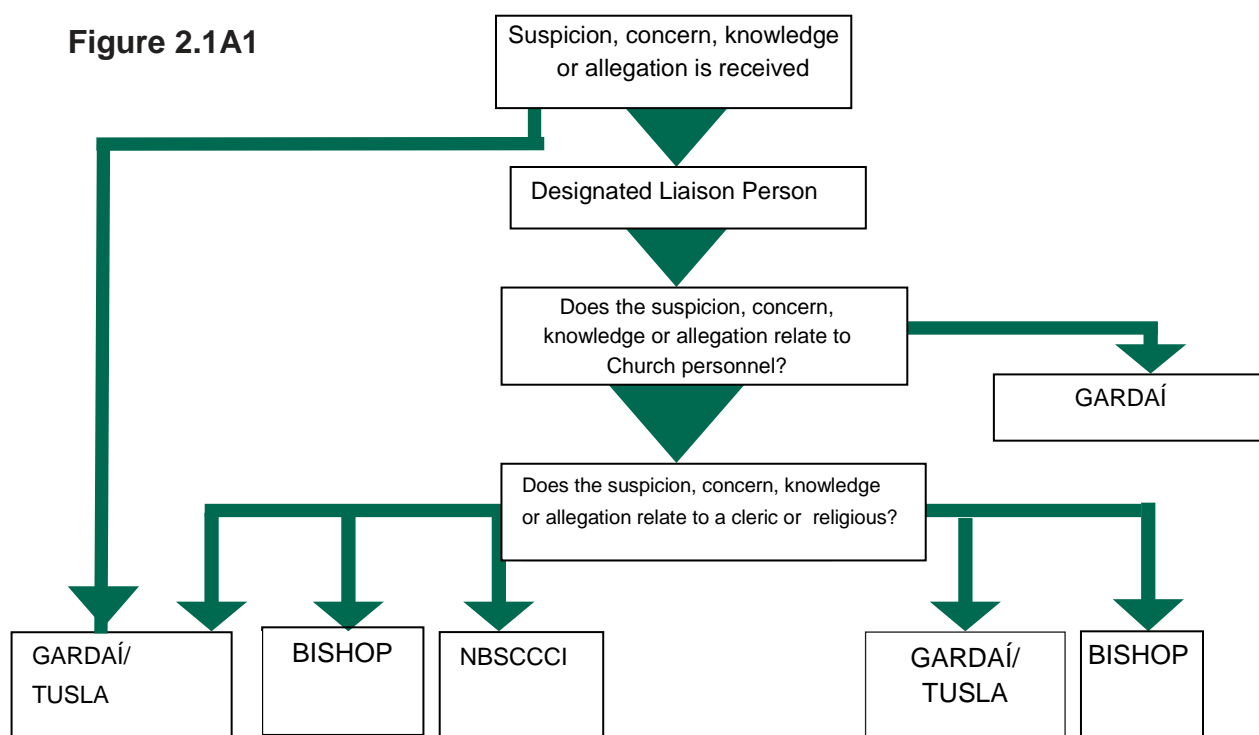 Figure 2.1A1
Suspicion, concern, knowledge
or allegation is received
Designated Liaison Person
Does the suspicion, concern,
knowledge or allegation relate to
Church personnel?
GARDAÍ
Does the suspicion, concern, knowledge
or allegation relate to a cleric or religious?
GARDAÍ/
TUSLA
BISHOP
NBSCCCI
GARDAÍ/
TUSLA
BISHOP